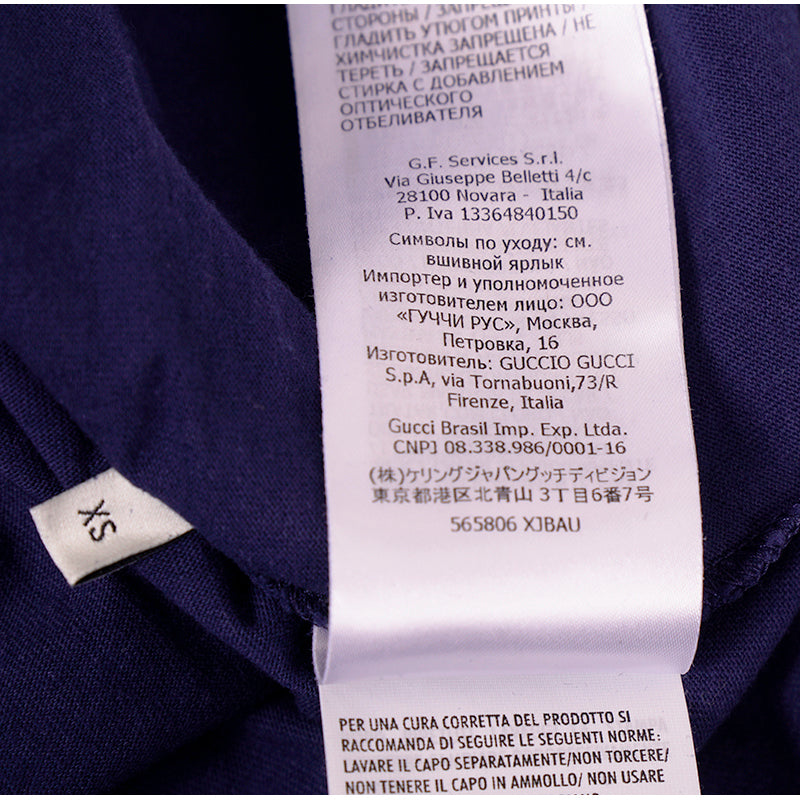 СТОРОНЫ / ЗАПРЕЩАЕТСЯ
ГЛАДИТЬ УТЮГОМ ПРИНТЫ /
ХИМЧИСТКА ЗАПРЕЩЕНА / НЕ
ТЕРЕТЬ / ЗАПРЕЩАЕТСЯ
СТИРКА С ДОБАВЛЕНИЕМ
ОПТИЧЕСКОГО
ОТБЕЛИВАТЕЛЯ
G.F. Services S.r.l.
Via Giuseppe Belletti 4/c
28100 Novara - Italia
P. Iva 13364840150
Символы по уходу: см.
вшивной ярлык
Импортер и уполномоченное
изготовителем лицо: ООО
«ГУЧЧИ РУС», Москва,
Петровка, 16
Изготовитель: GUCCIO GUCCI
S.p.A, via Tornabuoni,73/R
Firenze, Italia
Gucci Brasil Imp. Exp. Ltda.
CNPJ 08.338.986/0001-16
(株)ケリングジャパングッチディビジョン
東京都港区北青山 3丁目6番7号
565806 XJBAU
XS
PER UNA CURA CORRETTA DEL PRODOTTO SI
RACCOMANDA DI SEGUIRE LE SEGUENTI NORME:
LAVARE IL CAPO SEPARATAMENTE/NON TORCERE/
NON TENERE IL CAPO IN AMMOLLO/ NON USARE